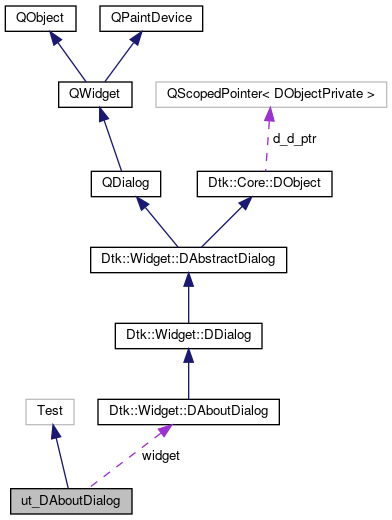 QObject
QPaintDevice
QWidget
QScopedPointer< DObjectPrivate >
d_d_ptr
QDialog
Dtk::Core::DObject
Dtk::Widget::DAbstractDialog
Dtk::Widget::DDialog
Test
Dtk::Widget::DAboutDialog
widget
ut_DAboutDialog